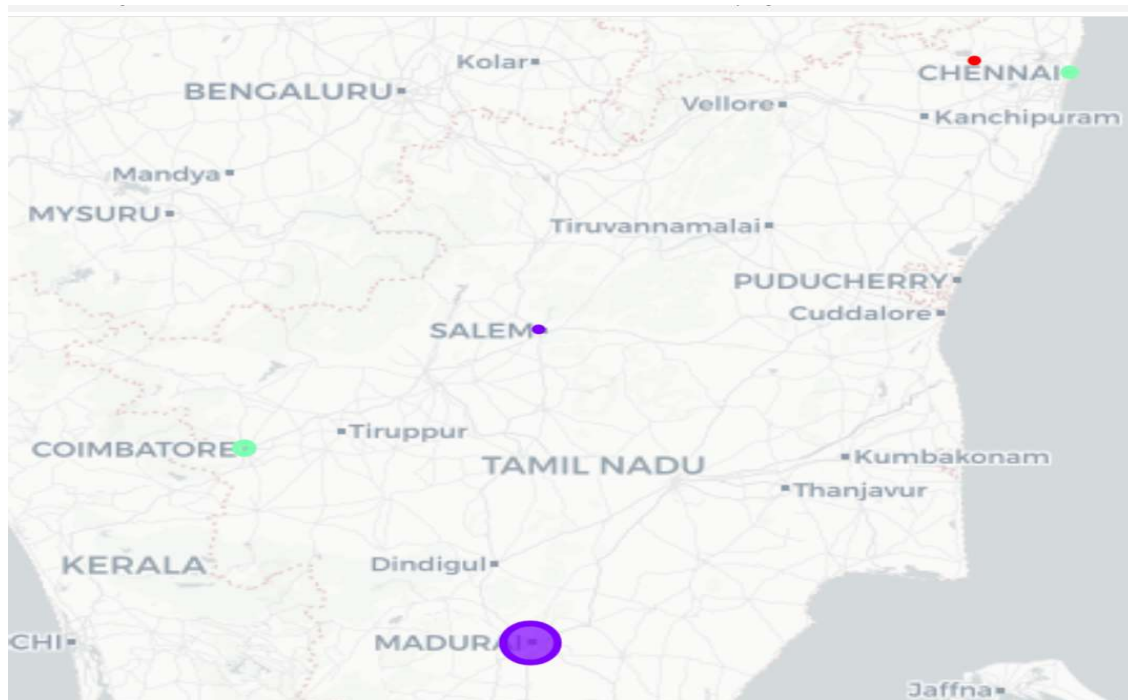 Kolar
BENGALURU
CHENNAI
Vellore
Kanchipuram
Mandya
MYSURU
Tiruvannamalai
PUDUCHERRY
Cuddalore
SALEM
Tiruppur
COIMBATORE
TAMIL NADU
Kumbakonam
Thanjavur
KERALA
Dindigul
MADURAI
CHI
Jaffna